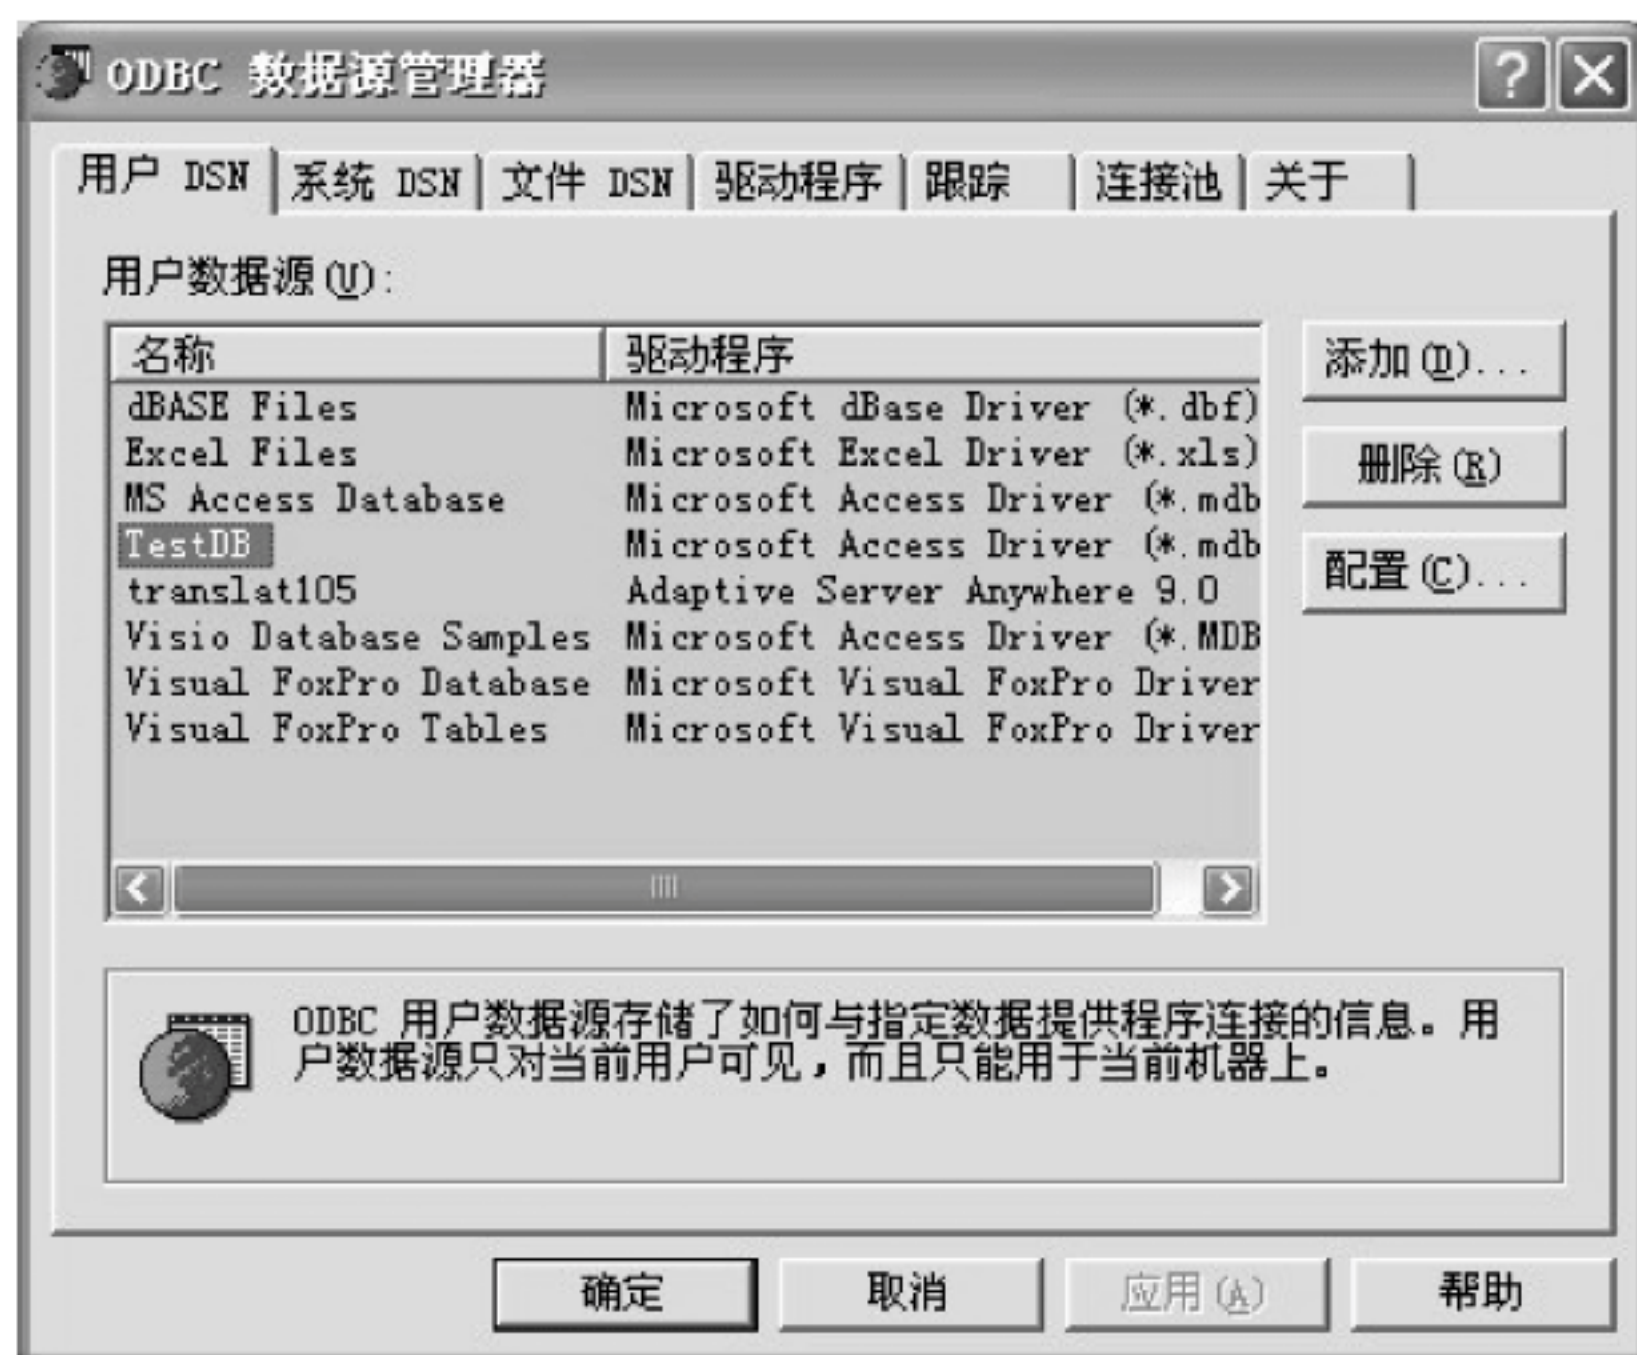 ODBC 数据源管理器
用户 DSN 系统 DSN 文件 DSN 驱动程序 跟踪 连接池 关于
用户数据源(U):
名称 驱动程序
dBASE Files Microsoft dBase Driver (*.dbf)
Excel Files Microsoft Excel Driver (*.xls)
MS Access Database Microsoft Access Driver (*.mdb
TestDB Microsoft Access Driver (*.mdb
translat105 Adaptive Server Anywhere 9.0
Visio Database Samples Microsoft Access Driver (*.MDB
Visual FoxPro Database Microsoft Visual FoxPro Driver
Visual FoxPro Tables Microsoft Visual FoxPro Driver
添加(D)...
删除(R)
配置(C)...
ODBC 用户数据源存储了如何与指定数据提供程序连接的信息。用
户数据源只对当前用户可见，而且只能用于当前机器上。
确定 取消 应用(A) 帮助